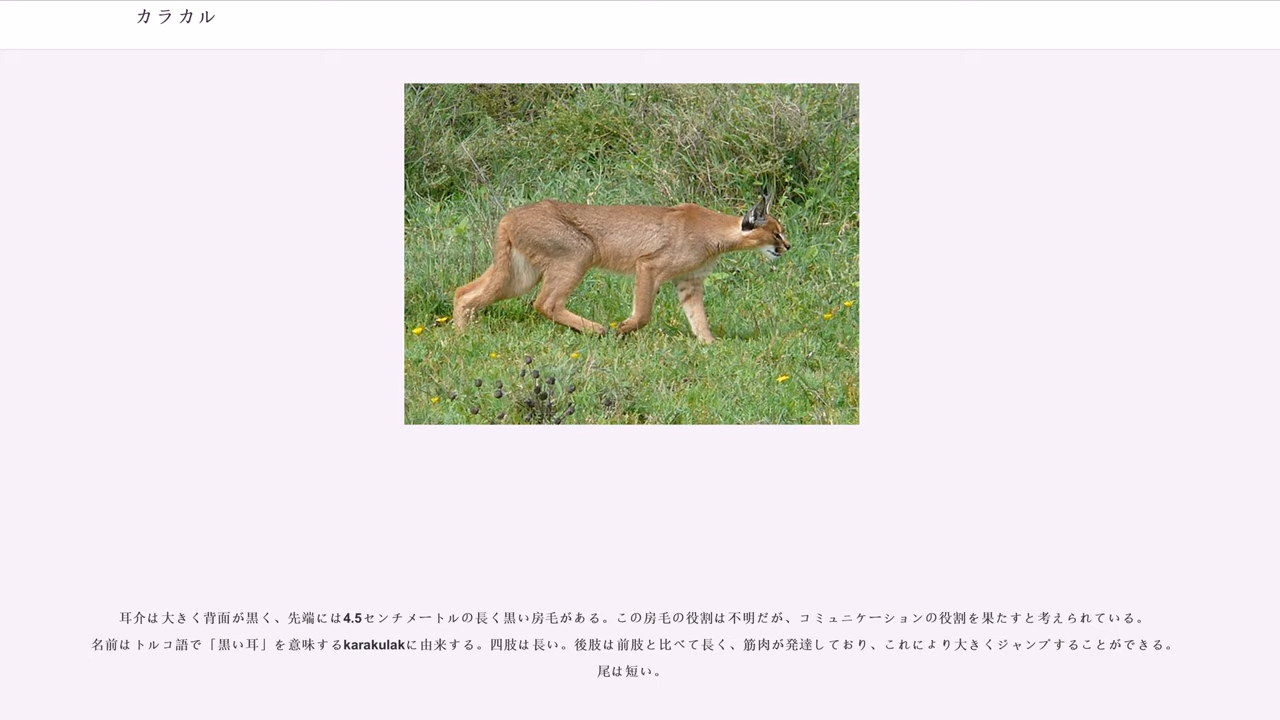 カラカル
耳介は大きく背面が黒く、先端には4.5センチメートルの長く黒い房毛がある。この房毛の役割は不明だが、コミュニケーションの役割を果たすと考えられている。
名前はトルコ語で「黒い耳」を意味するkarakulakに由来する。四肢は長い。後肢は前肢と比べて長く、筋肉が発達しており、これにより大きくジャンプすることができる。
尾は短い。